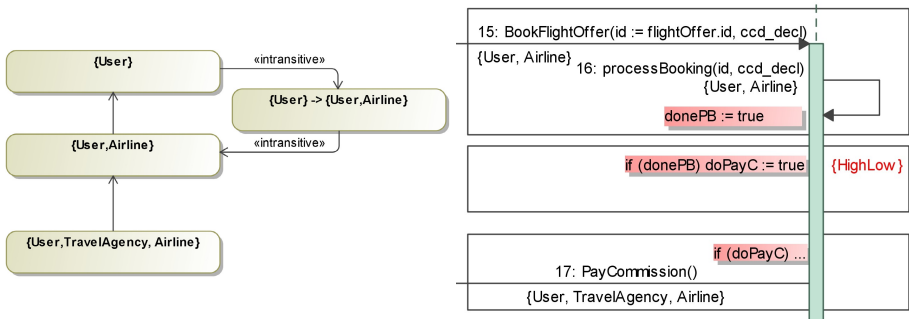 {User}
«intransitive»
{User} -> {User,Airline}
«intransitive»
{User,Airline}
{User,TravelAgency, Airline}
15: BookFlightOffer(id := flightOffer.id, ccd_decl)
{User, Airline}
16: processBooking(id, ccd_decl)
{User, Airline}
donePB := true
if (donePB) doPayC := true
{HighLow}
if (doPayC) ...
17: PayCommission()
{User, TravelAgency, Airline}